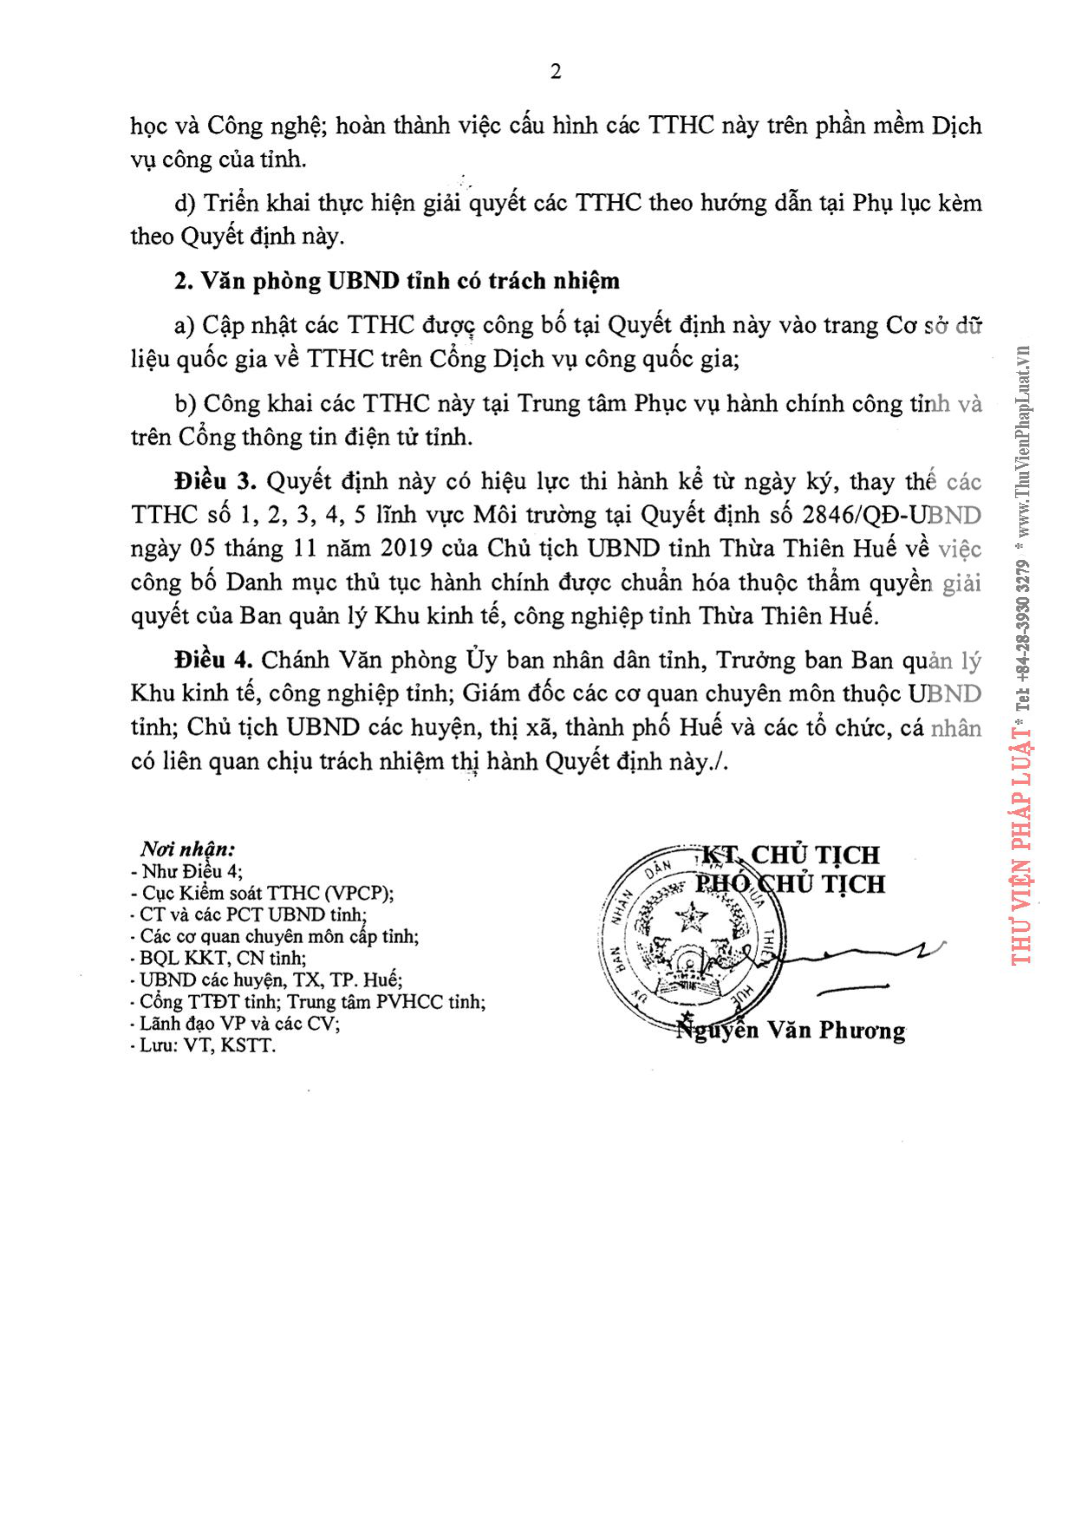 2
học và Công nghệ; hoàn thành việc cấu hình các TTHC này trên phần mềm Dịch
vụ công của tỉnh.
d) Triển khai thực hiện giải quyết các TTHC theo hướng dẫn tại Phụ lục kèm
theo Quyết định này.
2. Văn phòng UBND tỉnh có trách nhiệm
a) Cập nhật các TTHC được công bố tại Quyết định này vào trang Cơ sở dữ
liệu quốc gia về TTHC trên Cổng Dịch vụ công quốc gia;
b) Công khai các TTHC này tại Trung tâm Phục vụ hành chính công tỉnh và
trên Cổng thông tin điện tử tỉnh.
Điều 3. Quyết định này có hiệu lực thi hành kể từ ngày ký, thay thế các
TTHC số 1, 2, 3, 4, 5 lĩnh vực Môi trường tại Quyết định số 2846/QĐ-UBND
ngày 05 tháng 11 năm 2019 của Chủ tịch UBND tỉnh Thừa Thiên Huế về việc
công bố Danh mục thủ tục hành chính được chuẩn hóa thuộc thẩm quyền giải
quyết của Ban quản lý Khu kinh tế, công nghiệp tỉnh Thừa Thiên Huế.
Điều 4. Chánh Văn phòng Ủy ban nhân dân tỉnh, Trưởng ban Ban quản lý
Khu kinh tế, công nghiệp tỉnh; Giám đốc các cơ quan chuyên môn thuộc UBND
tỉnh; Chủ tịch UBND các huyện, thị xã, thành phố Huế và các tổ chức, cá nhân
có liên quan chịu trách nhiệm thi hành Quyết định này./.
Nơi nhận:
- Như Điều 4;
- Cục Kiểm soát TTHC (VPCP);
- CT và các PCT UBND tỉnh;
- Các cơ quan chuyên môn cấp tỉnh;
- BQL KKT, CN tỉnh;
- UBND các huyện, TX, TP. Huế;
- Cổng TTĐT tỉnh; Trung tâm PVHCC tỉnh;
- Lãnh đạo VP và các CV;
- Lưu: VT, KSTT.
KT. CHỦ TỊCH
PHÓ CHỦ TỊCH
ỦY BAN NHÂN DÂN TỈNH THỪA THIÊN HUẾ
Nguyễn Văn Phương
THƯ VIỆN PHÁP LUẬT * Tel: +84-28-3930 3279 * www.ThuVienPhapLuat.vn